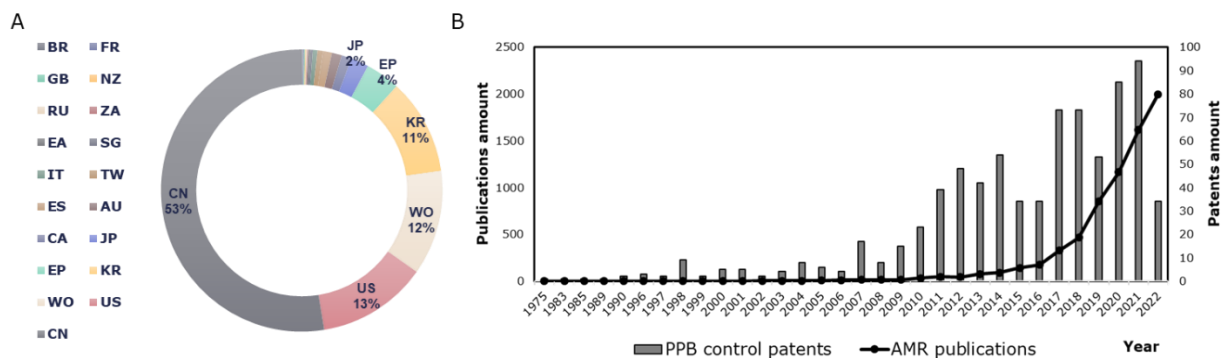 A
BR FR
GB NZ
RU ZA
EA SG
IT TW
ES AU
CA JP
EP KR
WO US
CN
JP
2%
EP
4%
KR
11%
WO
12%
US
13%
CN
53%
B
Publications amount
2500
2000
1500
1000
500
0
100
90
80
70
60
50
40
30
20
10
0
Patents amount
1975 1983 1985 1989 1990 1996 1997 1998 1999 2000 2001 2002 2003 2004 2005 2006 2007 2008 2009 2010 2011 2012 2013 2014 2015 2016 2017 2018 2019 2020 2021 2022
PPB control patents AMR publications Year